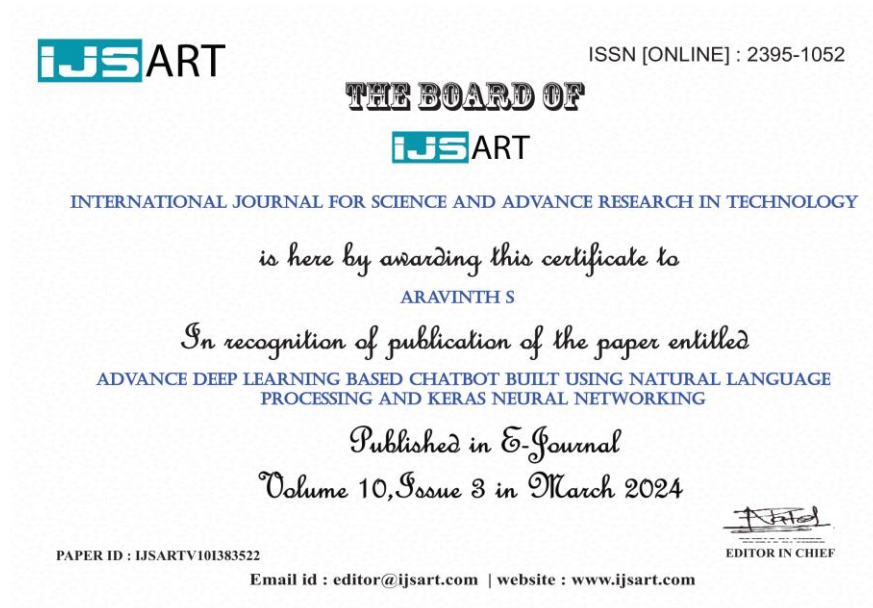 IJSART
ISSN [ONLINE] : 2395-1052
THE BOARD OF
IJSART
INTERNATIONAL JOURNAL FOR SCIENCE AND ADVANCE RESEARCH IN TECHNOLOGY
is here by awarding this certificate to
ARAVINTH S
In recognition of publication of the paper entitled
ADVANCE DEEP LEARNING BASED CHATBOT BUILT USING NATURAL LANGUAGE
PROCESSING AND KERAS NEURAL NETWORKING
Published in E-Journal
Volume 10,Issue 3 in March 2024
EDITOR IN CHIEF
PAPER ID : IJSARTV10I383522
Email id : editor@ijsart.com | website : www.ijsart.com